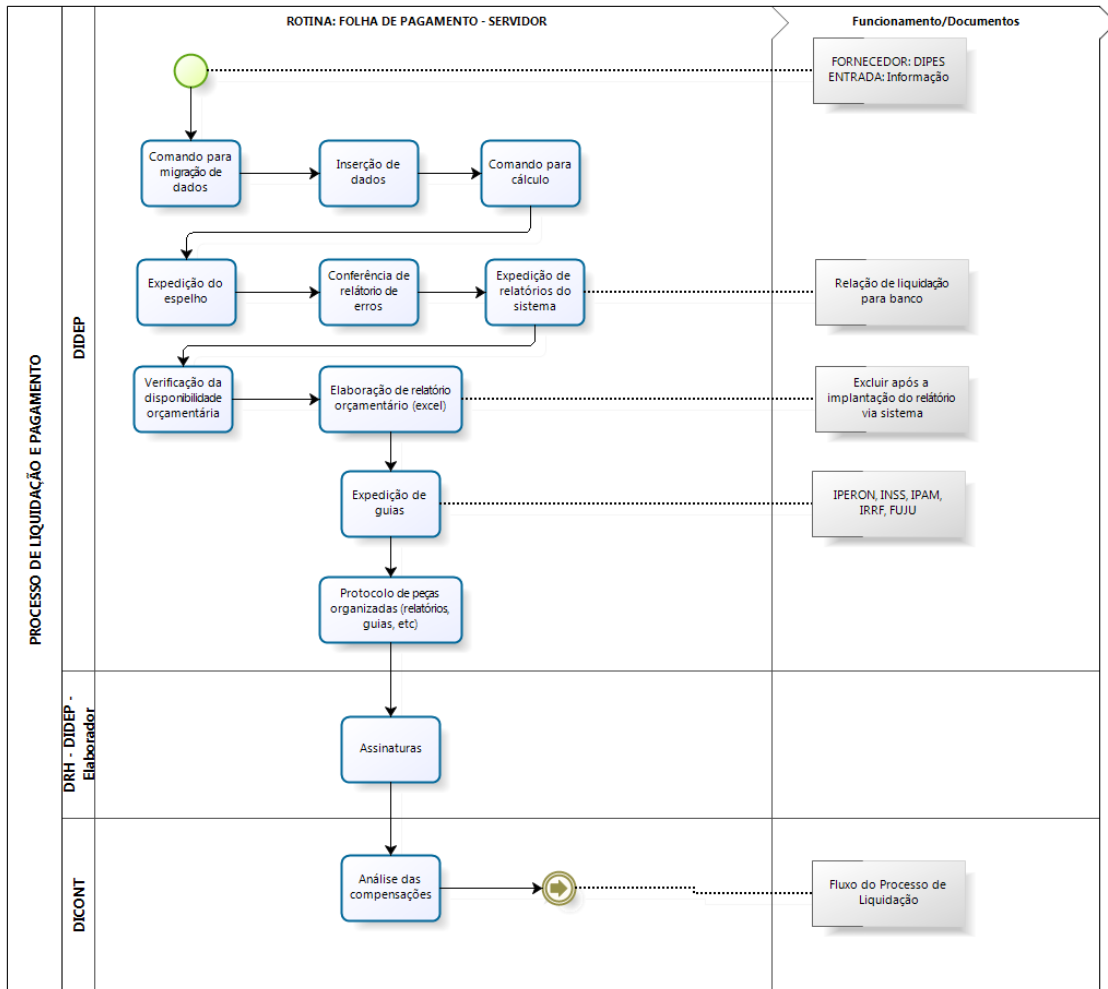 ROTINA: FOLHA DE PAGAMENTO - SERVIDOR
Funcionamento/Documentos
PROCESSO DE LIQUIDAÇÃO E PAGAMENTO
DIDEP
FORNECEDOR: DIPES
ENTRADA: Informação
Comando para
migração de
dados
Inserção de
dados
Comando para
cálculo
Expedição do
espelho
Conferência de
relátorio de
erros
Expedição de
relatórios do
sistema
Relação de liquidação
para banco
Verificação da
disponibilidade
orçamentária
Elaboração de relatório
orçamentário (excel)
Excluir após a
implantação do relátório
via sistema
Expedição de
guias
IPERON, INSS, IPAM,
IRRF, FUJU
Protocolo de peças
organizadas (relatórios,
guias, etc)
DRH - DIDEP -
Elaborador
Assinaturas
DICONT
Análise das
compensações
Fluxo do Processo de
Liquidação